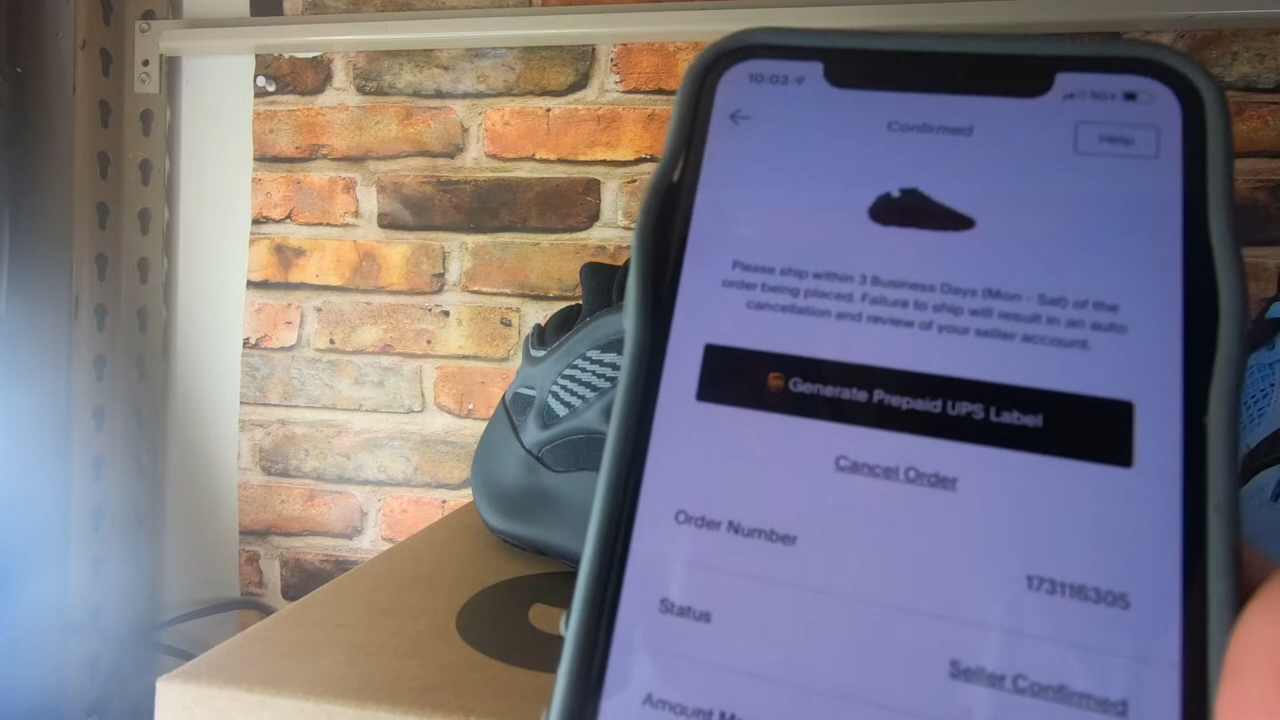 10:03
Confirmed
Help
Please ship within 3 Business Days (Mon - Sat) of the
order being placed. Failure to ship will result in an auto
cancellation and review of your seller account.
Generate Prepaid UPS Label
Cancel Order
Order Number
173116305
Status
Seller Confirmed
Amount